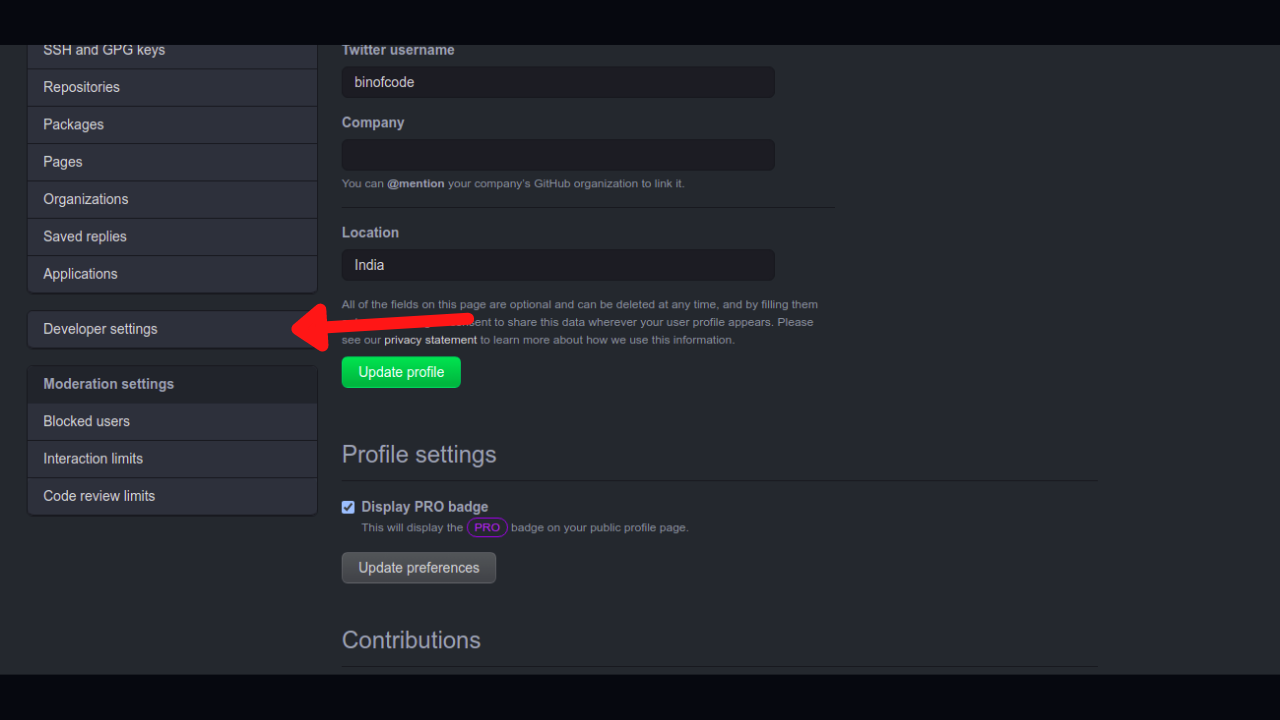 SSH and GPG keys
Repositories
Packages
Pages
Organizations
Saved replies
Applications
Developer settings
Moderation settings
Blocked users
Interaction limits
Code review limits
Twitter username
binofcode
Company
You can @mention your company's GitHub organization to link it.
Location
India
All of the fields on this page are optional and can be deleted at any time, and by filling them
to share this data wherever your user profile appears. Please
see our privacy statement to learn more about how we use this information.
Update profile
Profile settings
Display PRO badge
This will display the PRO badge on your public profile page.
Update preferences
Contributions